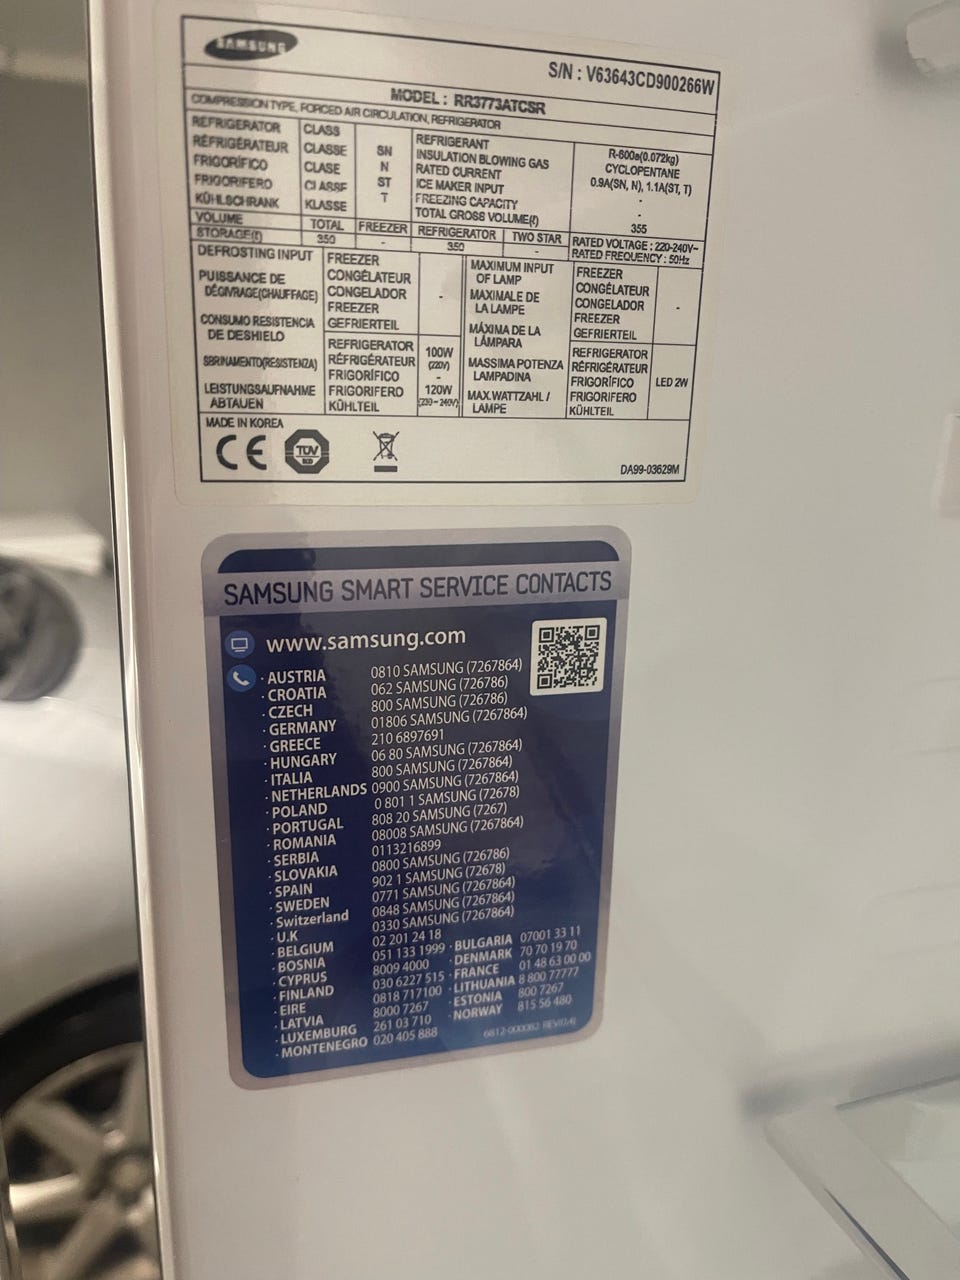 SAMSUNG
S/N : V63643CD900266W
MODEL : RR3773ATCSR
COMPRESSION TYPE, FORCED AIR CIRCULATION, REFRIGERATOR
REFRIGERATOR
RÉFRIGÉRATEUR
FRIGORÍFICO
FRIGORIFERO
KÜHLSCHRANK
CLASS
CLASSE
CLASE
CLASSE
KLASSE
SN
N
ST
T
REFRIGERANT
INSULATION BLOWING GAS
RATED CURRENT
ICE MAKER INPUT
FREEZING CAPACITY
TOTAL GROSS VOLUME(ℓ)
R-600a(0.072kg)
CYCLOPENTANE
0.9A(SN, N), 1.1A(ST, T)
-
-
355
VOLUME TOTAL FREEZER REFRIGERATOR TWO STAR
STORAGE(ℓ) 350 - 350 -
RATED VOLTAGE : 220-240V~
RATED FREQUENCY : 50Hz
DEFROSTING INPUT
PUISSANCE DE
DÉGIVRAGE(CHAUFFAGE)
CONSUMO RESISTENCIA
DE DESHIELO
SBRINAMENTO(RESISTENZA)
LEISTUNGSAUFNAHME
ABTAUEN
FREEZER
CONGÉLATEUR
CONGELADOR
FREEZER
GEFRIERTEIL
-
REFRIGERATOR
RÉFRIGÉRATEUR
FRIGORÍFICO
FRIGORIFERO
KÜHLTEIL
100W
(220V)
-
120W
(230~240V)
MAXIMUM INPUT
OF LAMP
MAXIMALE DE
LA LAMPE
MÁXIMA DE LA
LÁMPARA
MASSIMA POTENZA
LAMPADINA
MAX.WATTZAHL /
LAMPE
FREEZER
CONGÉLATEUR
CONGELADOR
FREEZER
GEFRIERTEIL
-
REFRIGERATOR
RÉFRIGÉRATEUR
FRIGORÍFICO
FRIGORIFERO
KÜHLTEIL
LED 2W
MADE IN KOREA
CE TÜV
DA99-03629M
SAMSUNG SMART SERVICE CONTACTS
www.samsung.com
· AUSTRIA 0810 SAMSUNG (7267864)
· CROATIA 062 SAMSUNG (726786)
· CZECH 800 SAMSUNG (726786)
· GERMANY 01806 SAMSUNG (7267864)
· GREECE 210 6897691
· HUNGARY 06 80 SAMSUNG (7267864)
· ITALIA 800 SAMSUNG (7267864)
· NETHERLANDS 0900 SAMSUNG (7267864)
· POLAND 0 801 1 SAMSUNG (72678)
· PORTUGAL 808 20 SAMSUNG (7267)
· ROMANIA 08008 SAMSUNG (7267864)
· SERBIA 0113216899
· SLOVAKIA 0800 SAMSUNG (726786)
· SPAIN 902 1 SAMSUNG (72678)
· SWEDEN 0771 SAMSUNG (7267864)
· Switzerland 0848 SAMSUNG (7267864)
· U.K 0330 SAMSUNG (7267864)
· BELGIUM 02 201 24 18
· BOSNIA 051 133 1999 · BULGARIA 07001 33 11
· CYPRUS 8009 4000 · DENMARK 70 70 19 70
· FINLAND 030 6227 515 · FRANCE 01 48 63 00 00
· EIRE 0818 717100 · LITHUANIA 8 800 77777
· LATVIA 8000 7267 · ESTONIA 800 7267
· LUXEMBURG 261 03 710 · NORWAY 815 56 480
· MONTENEGRO 020 405 888